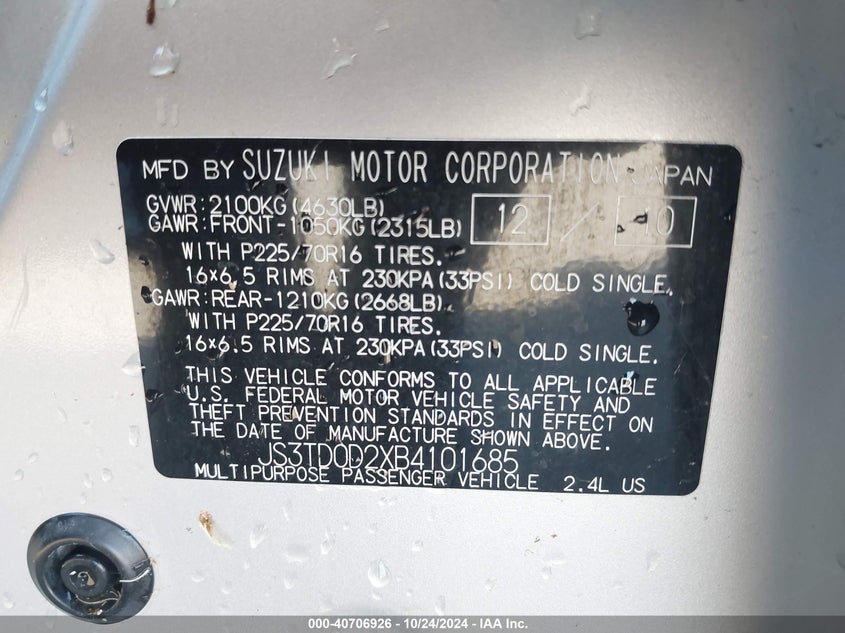 MFD BY SUZUKI MOTOR CORPORATION JAPAN
GVWR:2100KG(4630LB)
GAWR:FRONT-1050KG(2315LB) 12 / 10
WITH P225/70R16 TIRES.
16×6.5 RIMS AT 230KPA(33PSI) COLD SINGLE.
GAWR:REAR-1210KG(2668LB)
WITH P225/70R16 TIRES.
16×6.5 RIMS AT 230KPA(33PSI) COLD SINGLE.
THIS VEHICLE CONFORMS TO ALL APPLICABLE
U.S. FEDERAL MOTOR VEHICLE SAFETY AND
THEFT PREVENTION STANDARDS IN EFFECT ON
THE DATE OF MANUFACTURE SHOWN ABOVE.
JS3TD0D2XB4101685
MULTIPURPOSE PASSENGER VEHICLE 2.4L US
000-40706926 - 10/24/2024 - IAA Inc.